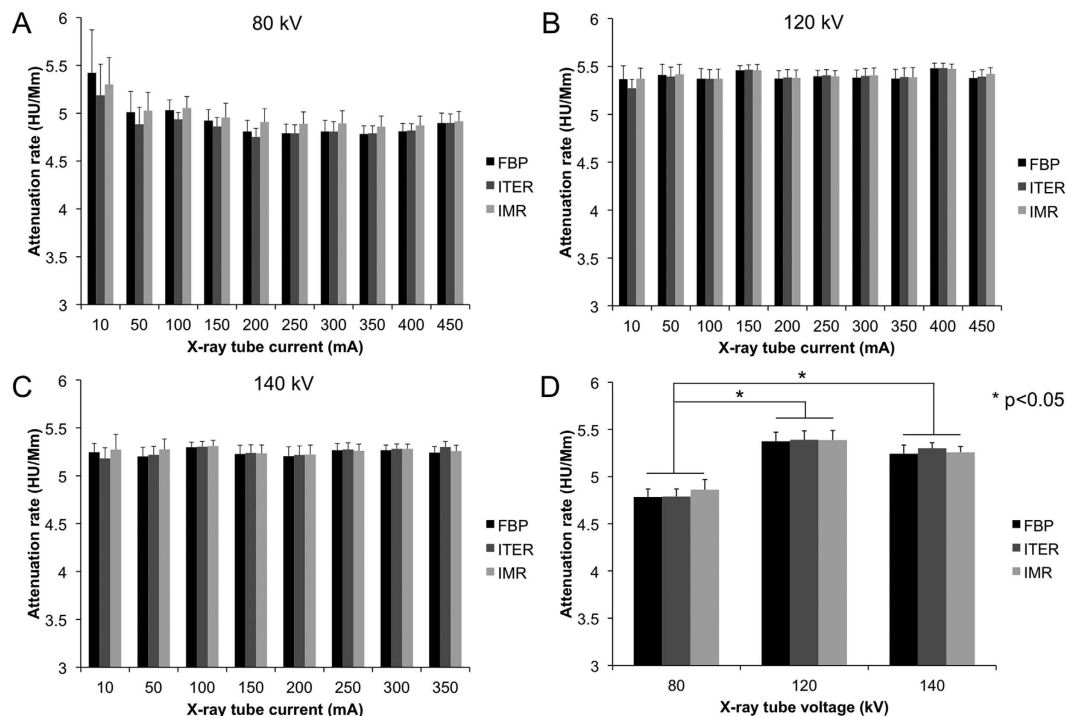 A
80 kV
6
5.5
5
4.5
4
3.5
3
Attenuation rate (HU/Mm)
10 50 100 150 200 250 300 350 400 450
X-ray tube current (mA)
FBP
ITER
IMR
B
120 kV
6
5.5
5
4.5
4
3.5
3
Attenuation rate (HU/Mm)
10 50 100 150 200 250 300 350 400 450
X-ray tube current (mA)
FBP
ITER
IMR
C
140 kV
6
5.5
5
4.5
4
3.5
3
Attenuation rate (HU/Mm)
10 50 100 150 200 250 300 350
X-ray tube current (mA)
FBP
ITER
IMR
D
* p<0.05
*
*
6
5.5
5
4.5
4
3.5
3
Attenuation rate (HU/Mm)
80 120 140
X-ray tube voltage (kV)
FBP
ITER
IMR